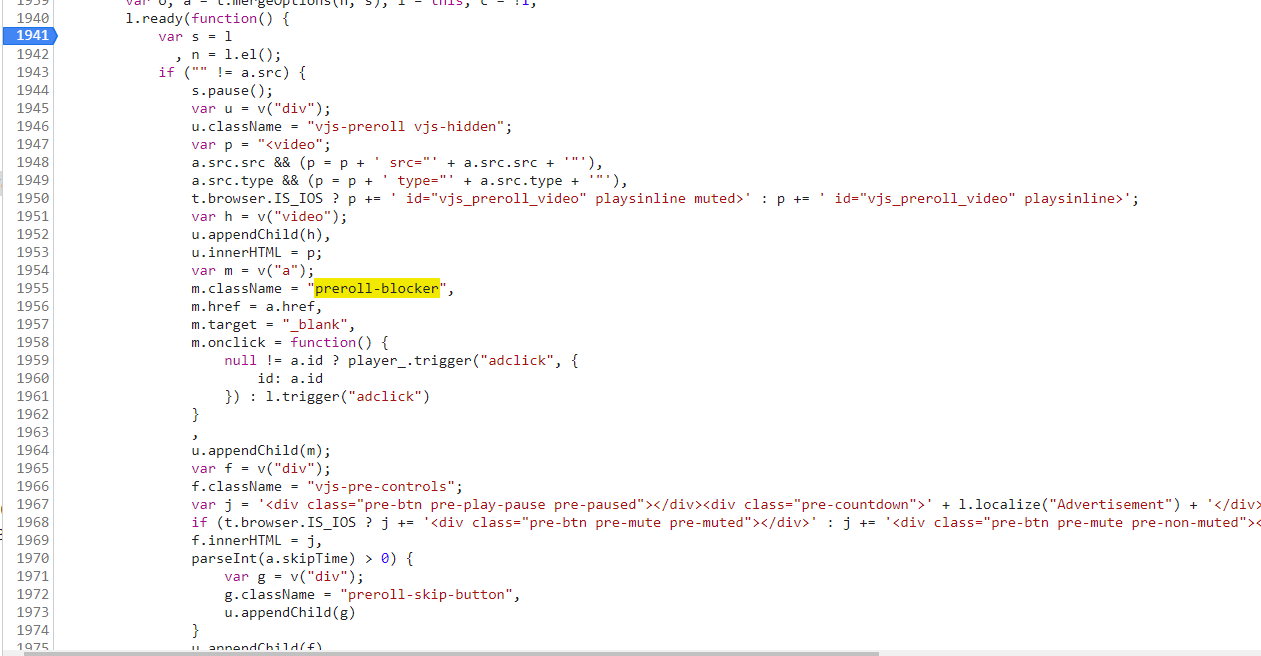 1939 var o, a = t.mergeOptions(n, s), l = this, c = !1;
1940 l.ready(function() {
1941 var s = l
1942 , n = l.el();
1943 if ("" != a.src) {
1944 s.pause();
1945 var u = v("div");
1946 u.className = "vjs-preroll vjs-hidden";
1947 var p = "<video";
1948 a.src.src && (p = p + ' src="' + a.src.src + '"'),
1949 a.src.type && (p = p + ' type="' + a.src.type + '"'),
1950 t.browser.IS_IOS ? p += ' id="vjs_preroll_video" playsinline muted>' : p += ' id="vjs_preroll_video" playsinline>';
1951 var h = v("video");
1952 u.appendChild(h),
1953 u.innerHTML = p;
1954 var m = v("a");
1955 m.className = "preroll-blocker",
1956 m.href = a.href,
1957 m.target = "_blank",
1958 m.onclick = function() {
1959 null != a.id ? player_.trigger("adclick", {
1960 id: a.id
1961 }) : l.trigger("adclick")
1962 }
1963 ,
1964 u.appendChild(m);
1965 var f = v("div");
1966 f.className = "vjs-pre-controls";
1967 var j = '<div class="pre-btn pre-play-pause pre-paused"></div><div class="pre-countdown">' + l.localize("Advertisement") + '</div>
1968 if (t.browser.IS_IOS ? j += '<div class="pre-btn pre-mute pre-muted"></div>' : j += '<div class="pre-btn pre-mute pre-non-muted"><
1969 f.innerHTML = j,
1970 parseInt(a.skipTime) > 0) {
1971 var g = v("div");
1972 g.className = "preroll-skip-button",
1973 u.appendChild(g)
1974 }
1975 u.appendChild(f)